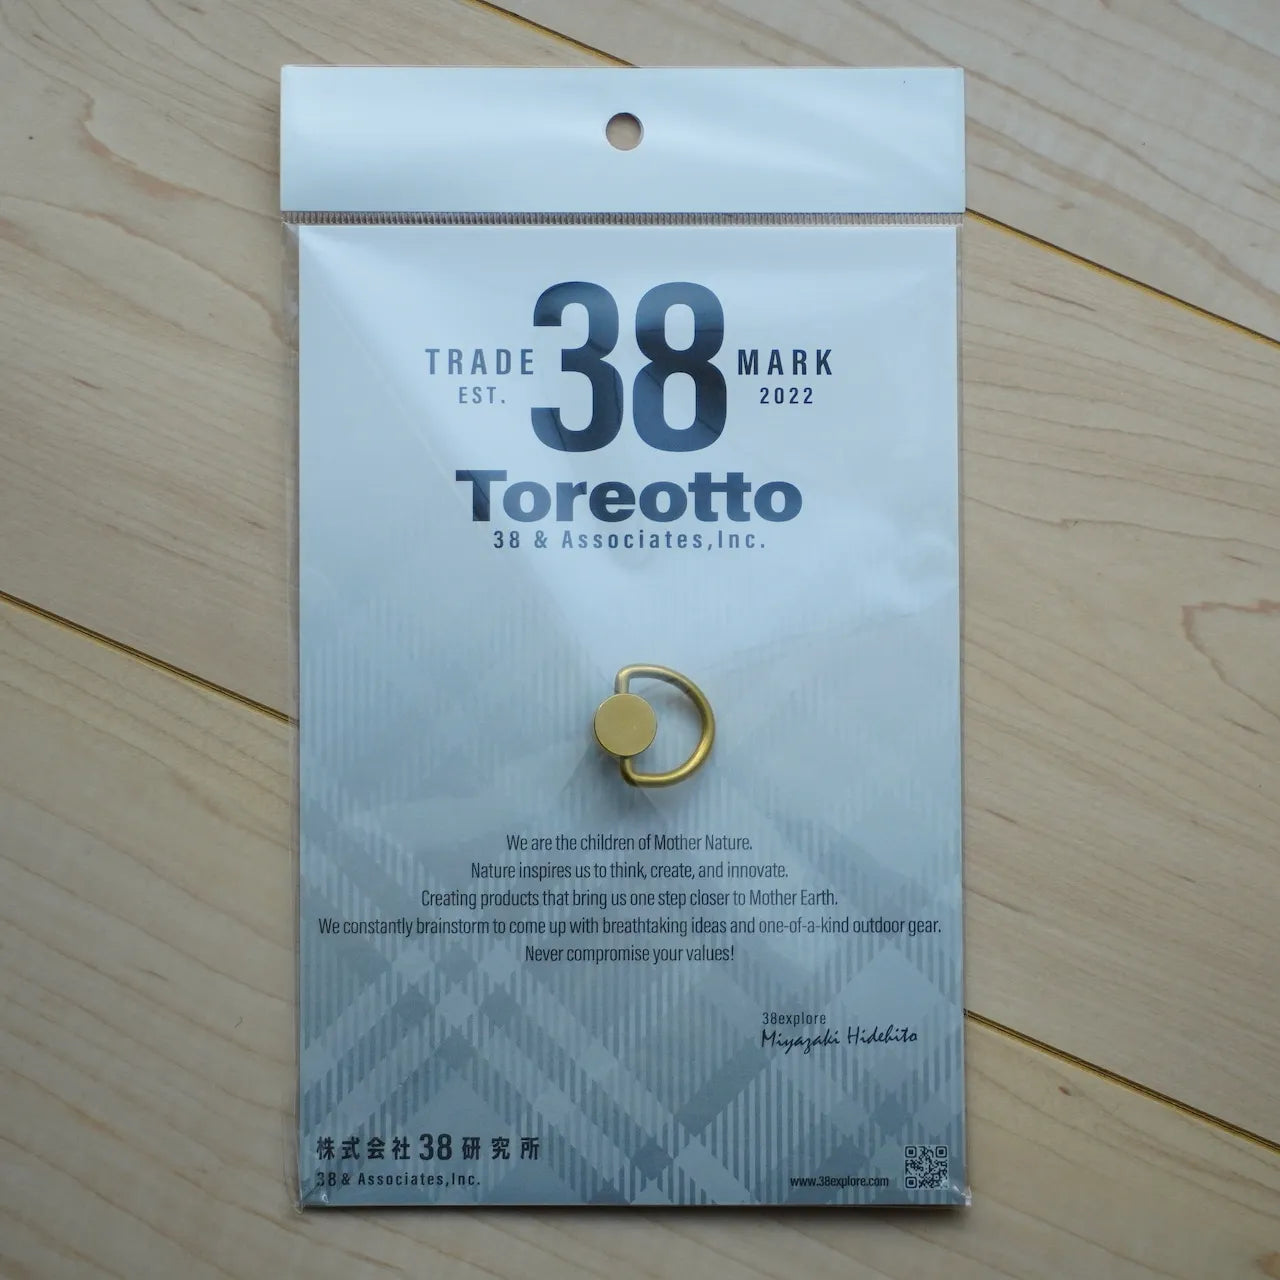 TRADE 38 MARK
EST. 2022
Toreotto
38 & Associates,Inc.
We are the children of Mother Nature.
Nature inspires us to think, create, and innovate.
Creating products that bring us one step closer to Mother Earth.
We constantly brainstorm to come up with breathtaking ideas and one-of-a-kind outdoor gear.
Never compromise your values!
38explore
Miyazaki Hidehito
株式会社38研究所
38 & Associates,Inc.
www.38explore.com